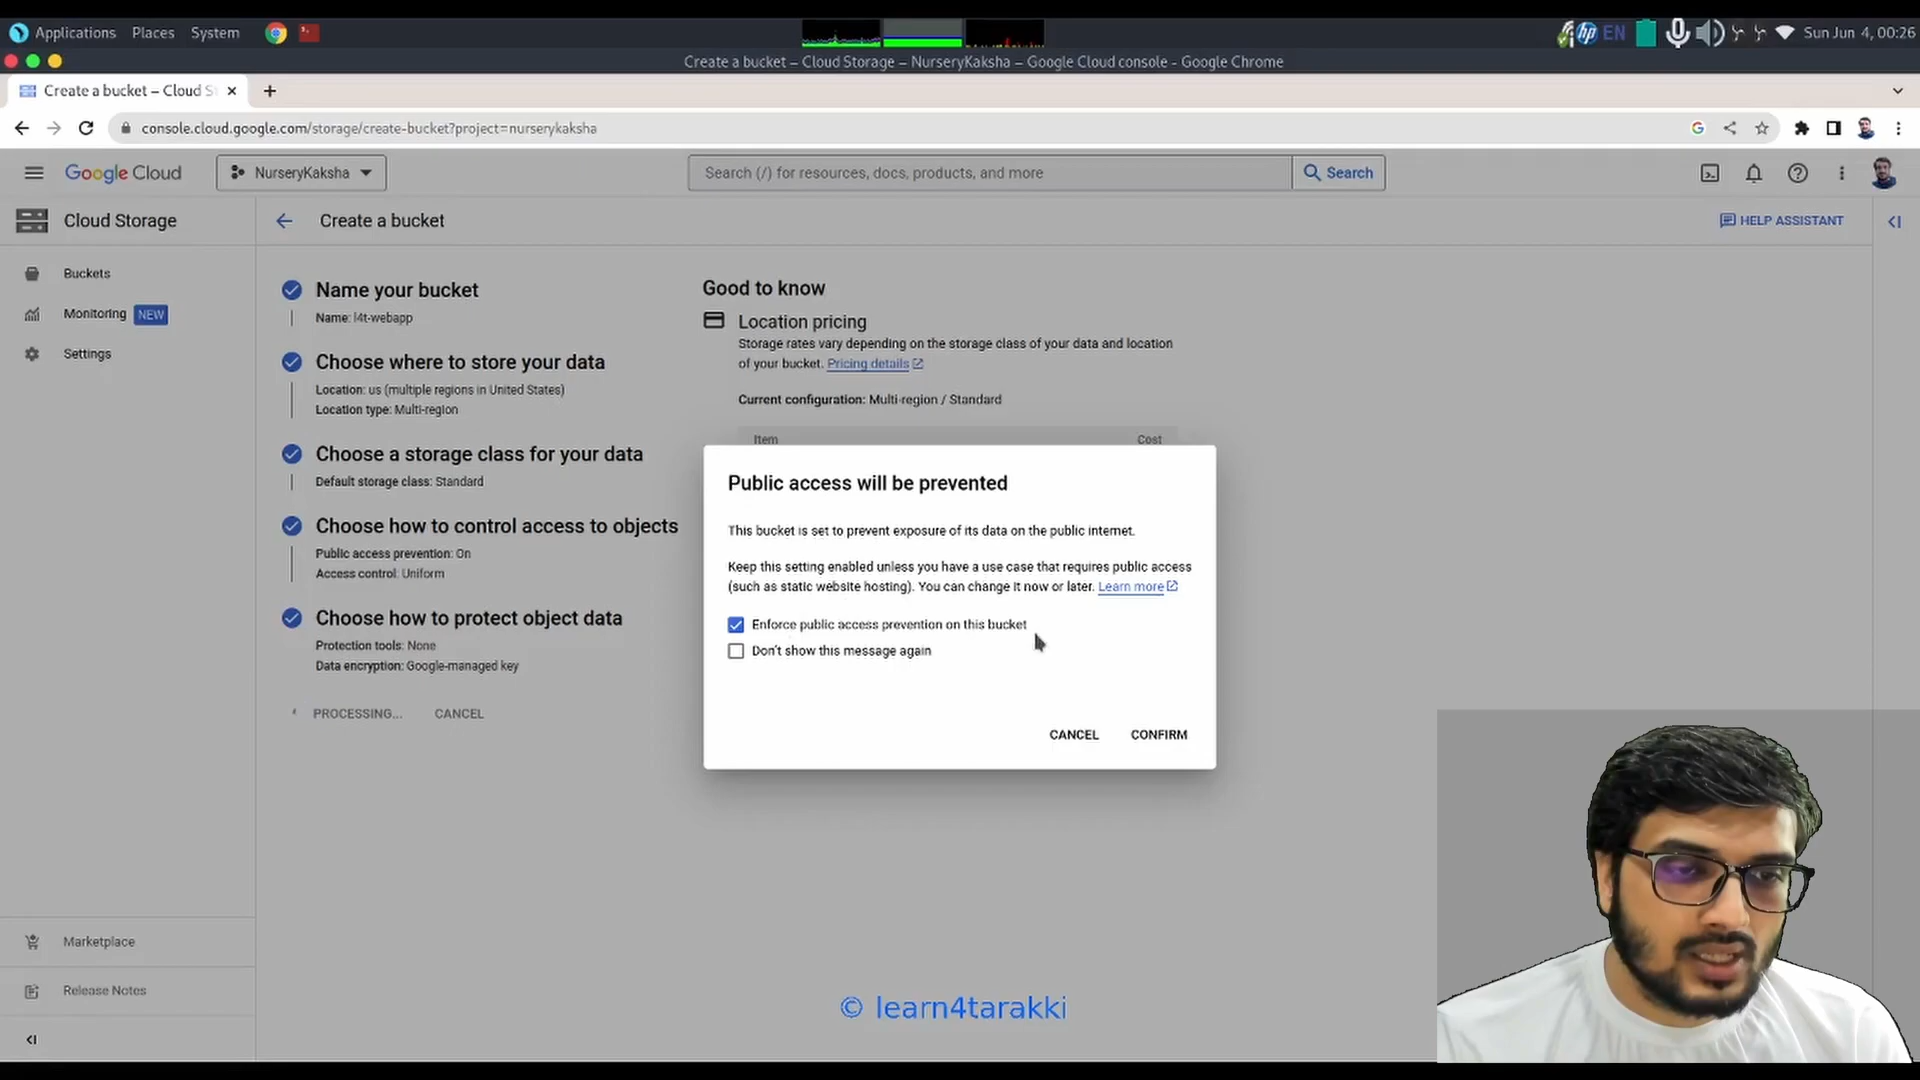 Applications Places System
EN Sun Jun 4, 00:26
Create a bucket – Cloud Storage – NurseryKaksha – Google Cloud console - Google Chrome
Create a bucket – Cloud S
console.cloud.google.com/storage/create-bucket?project=nurserykaksha
Google Cloud NurseryKaksha Search (/) for resources, docs, products, and more Search
Cloud Storage Create a bucket HELP ASSISTANT
Buckets
Monitoring NEW
Settings
Marketplace
Release Notes
Name your bucket
Name: l4t-webapp
Choose where to store your data
Location: us (multiple regions in United States)
Location type: Multi-region
Choose a storage class for your data
Default storage class: Standard
Choose how to control access to objects
Public access prevention: On
Access control: Uniform
Choose how to protect object data
Protection tools: None
Data encryption: Google-managed key
PROCESSING... CANCEL
Good to know
Location pricing
Storage rates vary depending on the storage class of your data and location
of your bucket. Pricing details
Current configuration: Multi-region / Standard
Item Cost
Public access will be prevented
This bucket is set to prevent exposure of its data on the public internet.
Keep this setting enabled unless you have a use case that requires public access
(such as static website hosting). You can change it now or later. Learn more
Enforce public access prevention on this bucket
Don't show this message again
CANCEL CONFIRM
© learn4tarakki